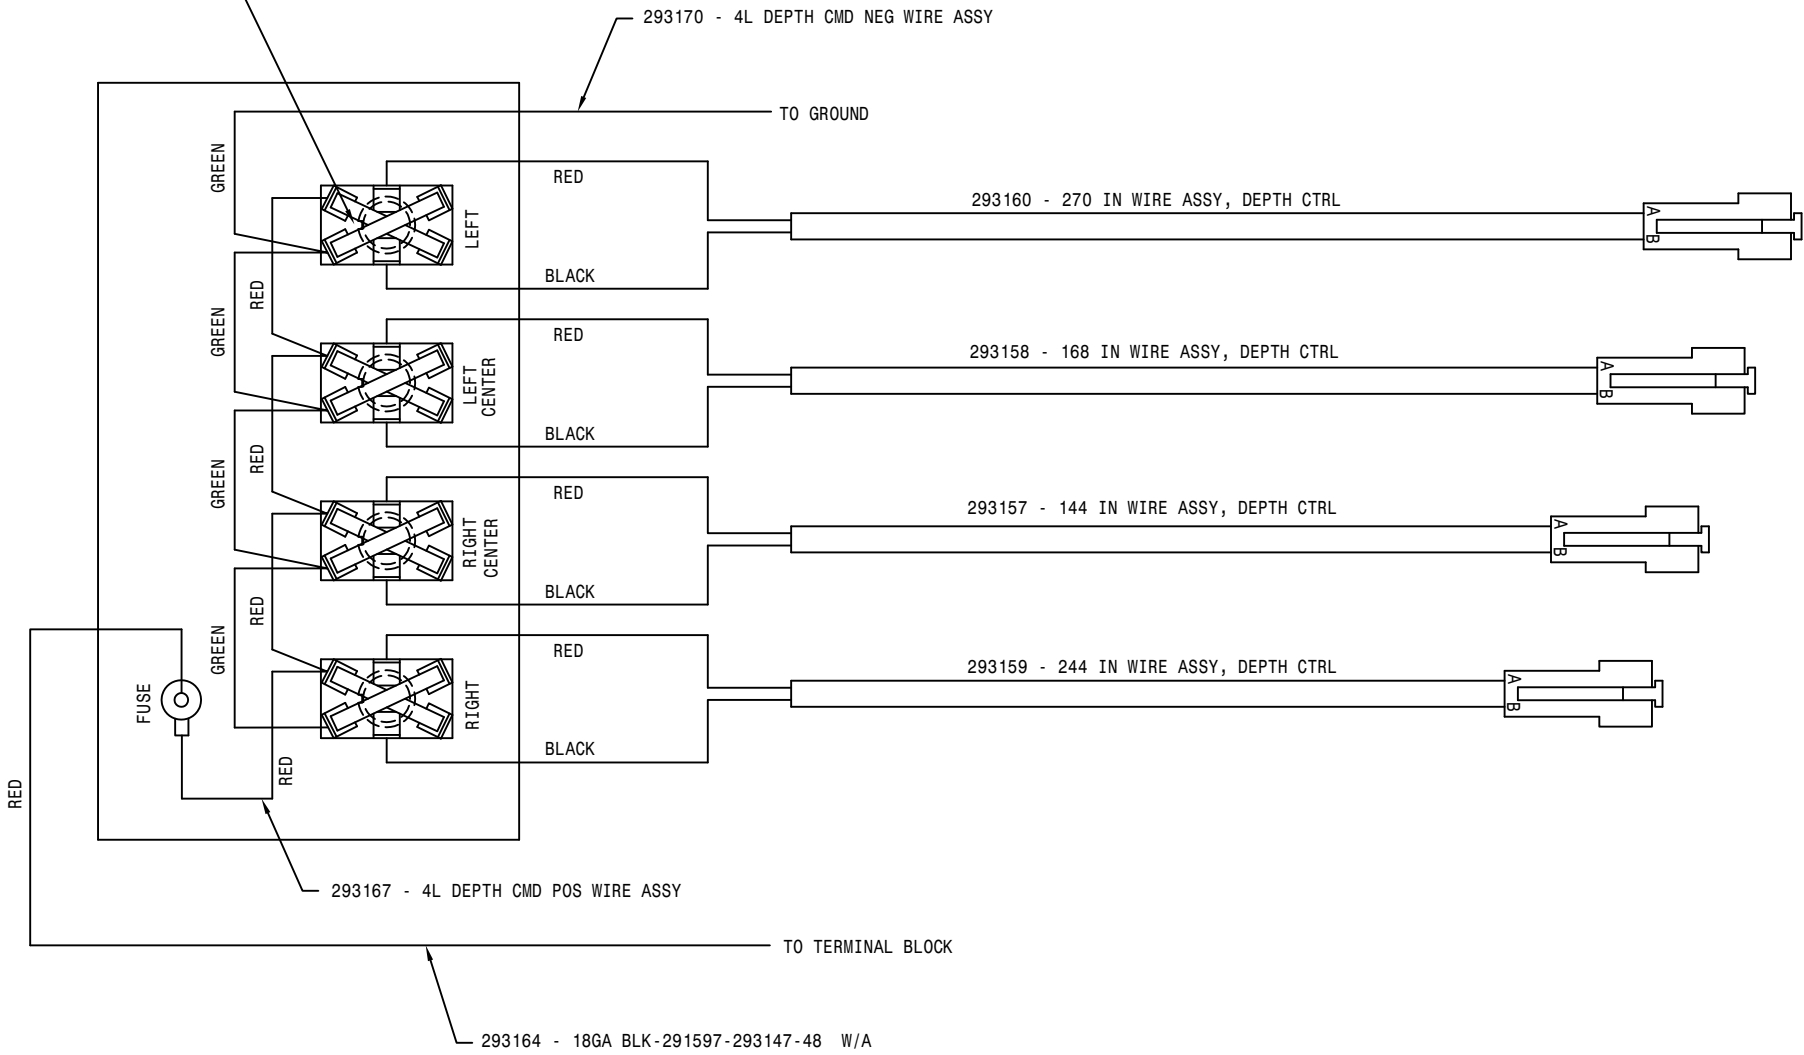 293170 - 4L DEPTH CMD NEG WIRE ASSY
TO GROUND
GREEN
RED
LEFT
293160 - 270 IN WIRE ASSY, DEPTH CTRL
A
B
BLACK
RED
GREEN
RED
LEFT
CENTER
293158 - 168 IN WIRE ASSY, DEPTH CTRL
A
B
BLACK
RED
GREEN
RED
RIGHT
CENTER
293157 - 144 IN WIRE ASSY, DEPTH CTRL
A
B
BLACK
RED
GREEN
RED
RIGHT
293159 - 244 IN WIRE ASSY, DEPTH CTRL
A
B
BLACK
FUSE
RED
RED
293167 - 4L DEPTH CMD POS WIRE ASSY
TO TERMINAL BLOCK
293164 - 18GA BLK-291597-293147-48 W/A